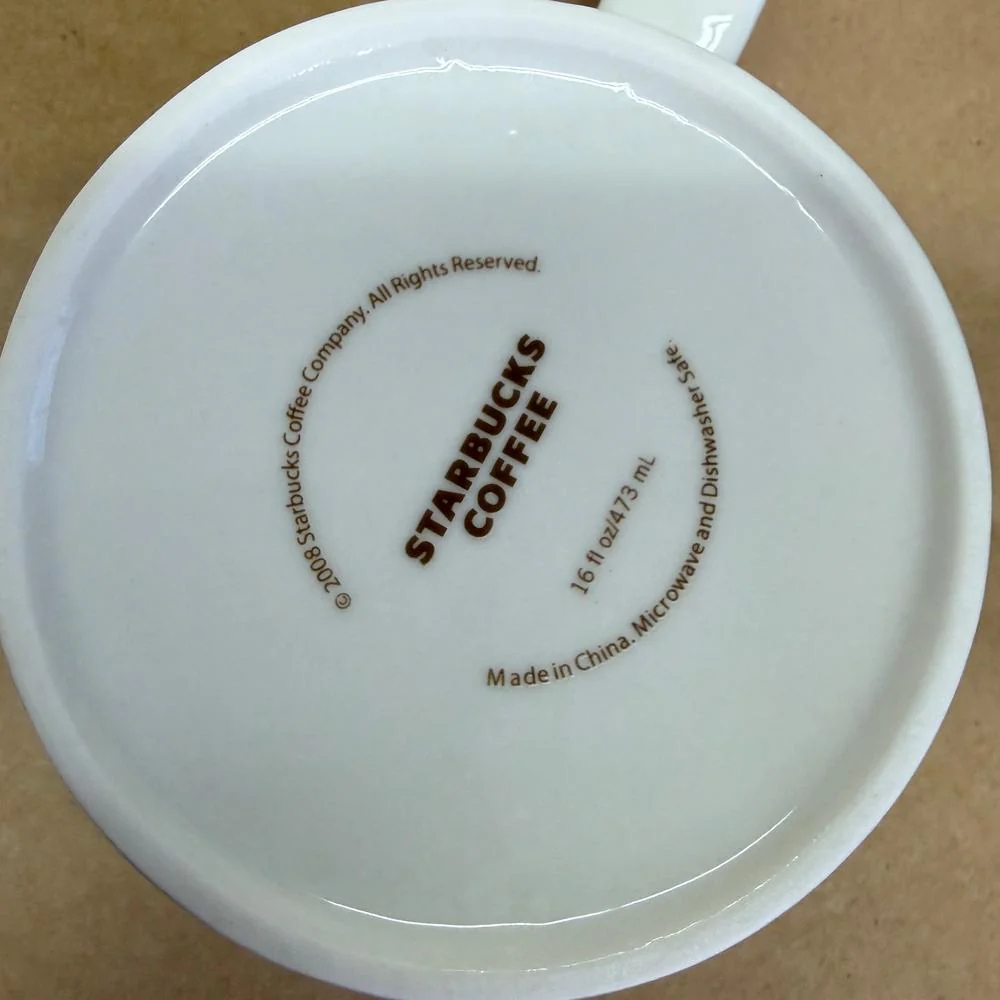 © 2008 Starbucks Coffee Company. All Rights Reserved.
STARBUCKS
COFFEE
16 fl oz/473 mL
Made in China. Microwave and Dishwasher Safe.